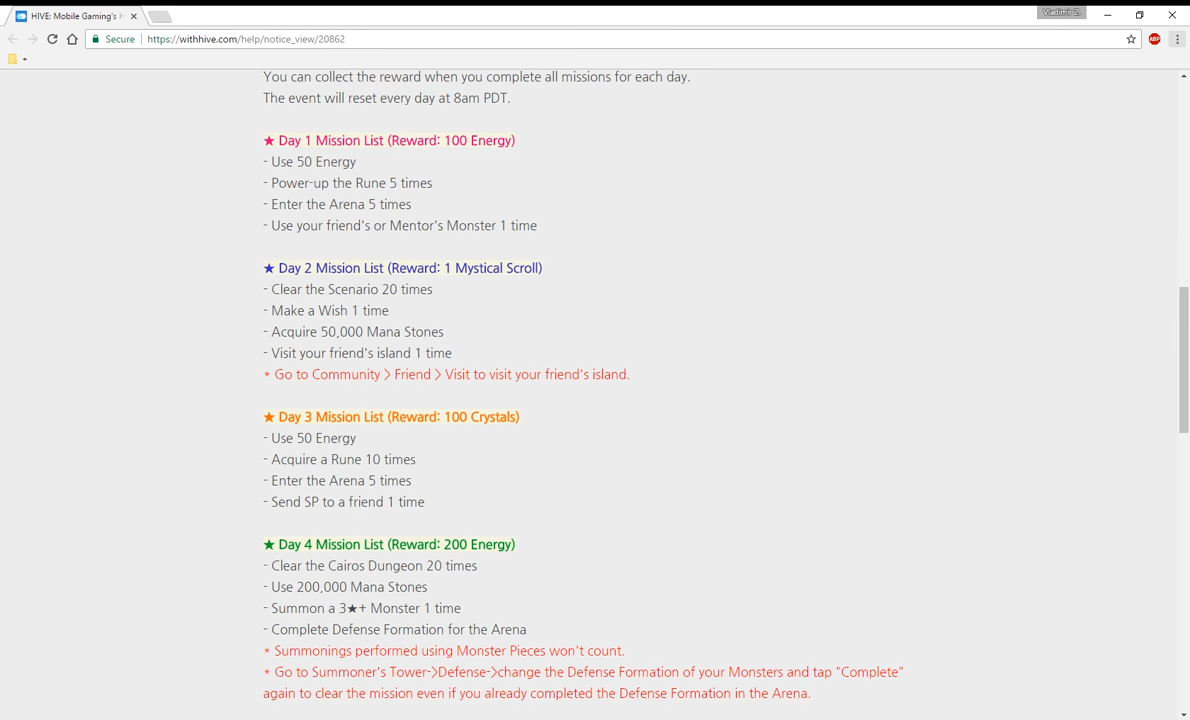 HIVE: Mobile Gaming's
Vladimir Z.
Secure
https://withhive.com/help/notice_view/20862
ABP
You can collect the reward when you complete all missions for each day.
The event will reset every day at 8am PDT.
★ Day 1 Mission List (Reward: 100 Energy)
- Use 50 Energy
- Power-up the Rune 5 times
- Enter the Arena 5 times
- Use your friend's or Mentor's Monster 1 time
★ Day 2 Mission List (Reward: 1 Mystical Scroll)
- Clear the Scenario 20 times
- Make a Wish 1 time
- Acquire 50,000 Mana Stones
- Visit your friend's island 1 time
* Go to Community > Friend > Visit to visit your friend's island.
★ Day 3 Mission List (Reward: 100 Crystals)
- Use 50 Energy
- Acquire a Rune 10 times
- Enter the Arena 5 times
- Send SP to a friend 1 time
★ Day 4 Mission List (Reward: 200 Energy)
- Clear the Cairos Dungeon 20 times
- Use 200,000 Mana Stones
- Summon a 3★+ Monster 1 time
- Complete Defense Formation for the Arena
* Summonings performed using Monster Pieces won't count.
* Go to Summoner's Tower->Defense->change the Defense Formation of your Monsters and tap "Complete"
again to clear the mission even if you already completed the Defense Formation in the Arena.